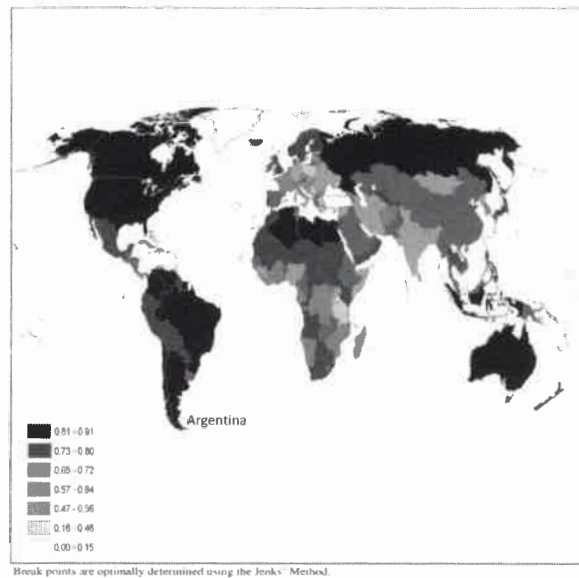 Argentina
0.81 - 0.91
0.73 - 0.80
0.65 - 0.72
0.57 - 0.64
0.47 - 0.56
0.16 - 0.46
0.00 - 0.15
Break points are optimally determined using the Jenks' Method.